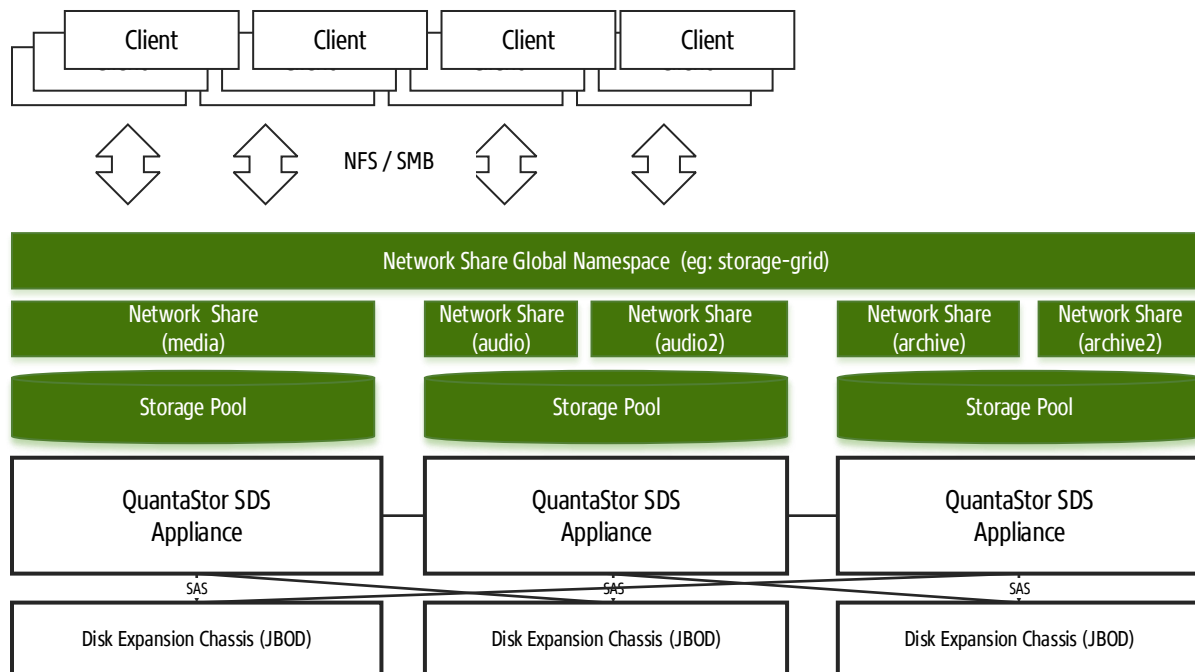 Client Client Client Client
NFS / SMB
Network Share Global Namespace (eg: storage-grid)
Network Share
(media)
Network Share
(audio)
Network Share
(audio2)
Network Share
(archive)
Network Share
(archive2)
Storage Pool
Storage Pool
Storage Pool
QuantaStor SDS
Appliance
QuantaStor SDS
Appliance
QuantaStor SDS
Appliance
SAS
SAS
SAS
Disk Expansion Chassis (JBOD)
Disk Expansion Chassis (JBOD)
Disk Expansion Chassis (JBOD)